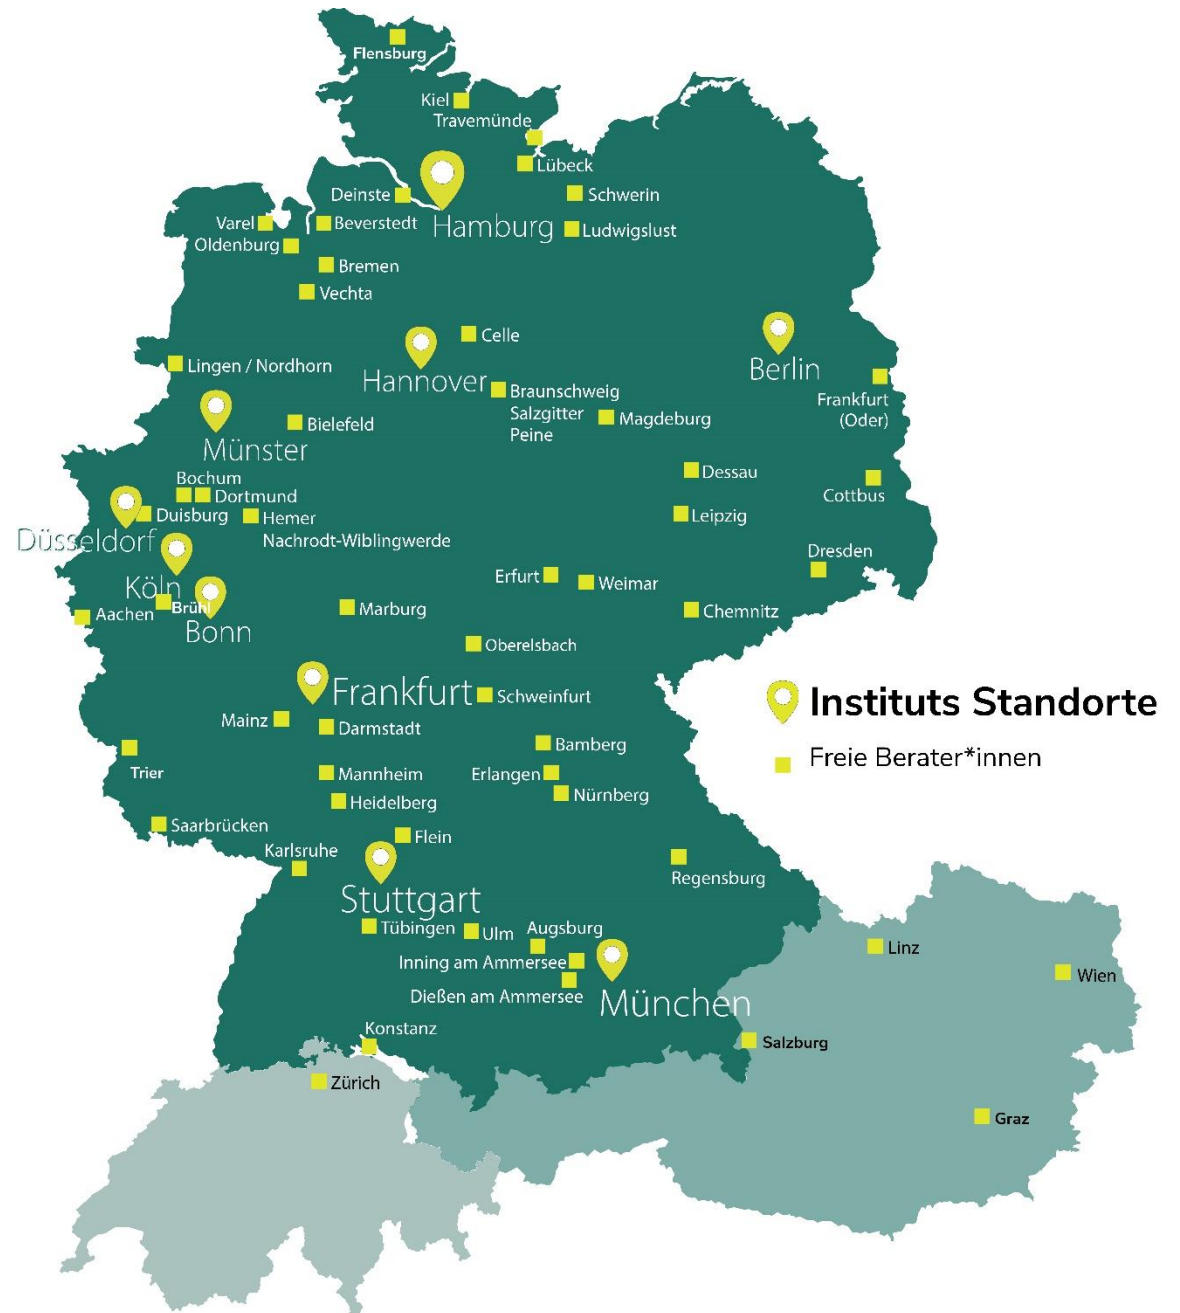 Flensburg
Kiel
Travemünde
Lübeck
Deinste
Schwerin
Varel
Beverstedt
Hamburg
Ludwigslust
Oldenburg
Bremen
Vechta
Celle
Berlin
Lingen / Nordhorn
Hannover
Braunschweig
Salzgitter
Peine
Frankfurt
(Oder)
Magdeburg
Bielefeld
Münster
Bochum
Dortmund
Dessau
Cottbus
Duisburg
Hemer
Nachrodt-Wiblingwerde
Leipzig
Düsseldorf
Dresden
Köln
Erfurt
Weimar
Brühl
Aachen
Marburg
Chemnitz
Bonn
Oberelsbach
Frankfurt
Schweinfurt
Instituts Standorte
Mainz
Darmstadt
Bamberg
Freie Berater*innen
Trier
Mannheim
Erlangen
Heidelberg
Nürnberg
Saarbrücken
Flein
Karlsruhe
Regensburg
Stuttgart
Tübingen
Ulm
Augsburg
Linz
Inning am Ammersee
Wien
Dießen am Ammersee
München
Konstanz
Salzburg
Zürich
Graz